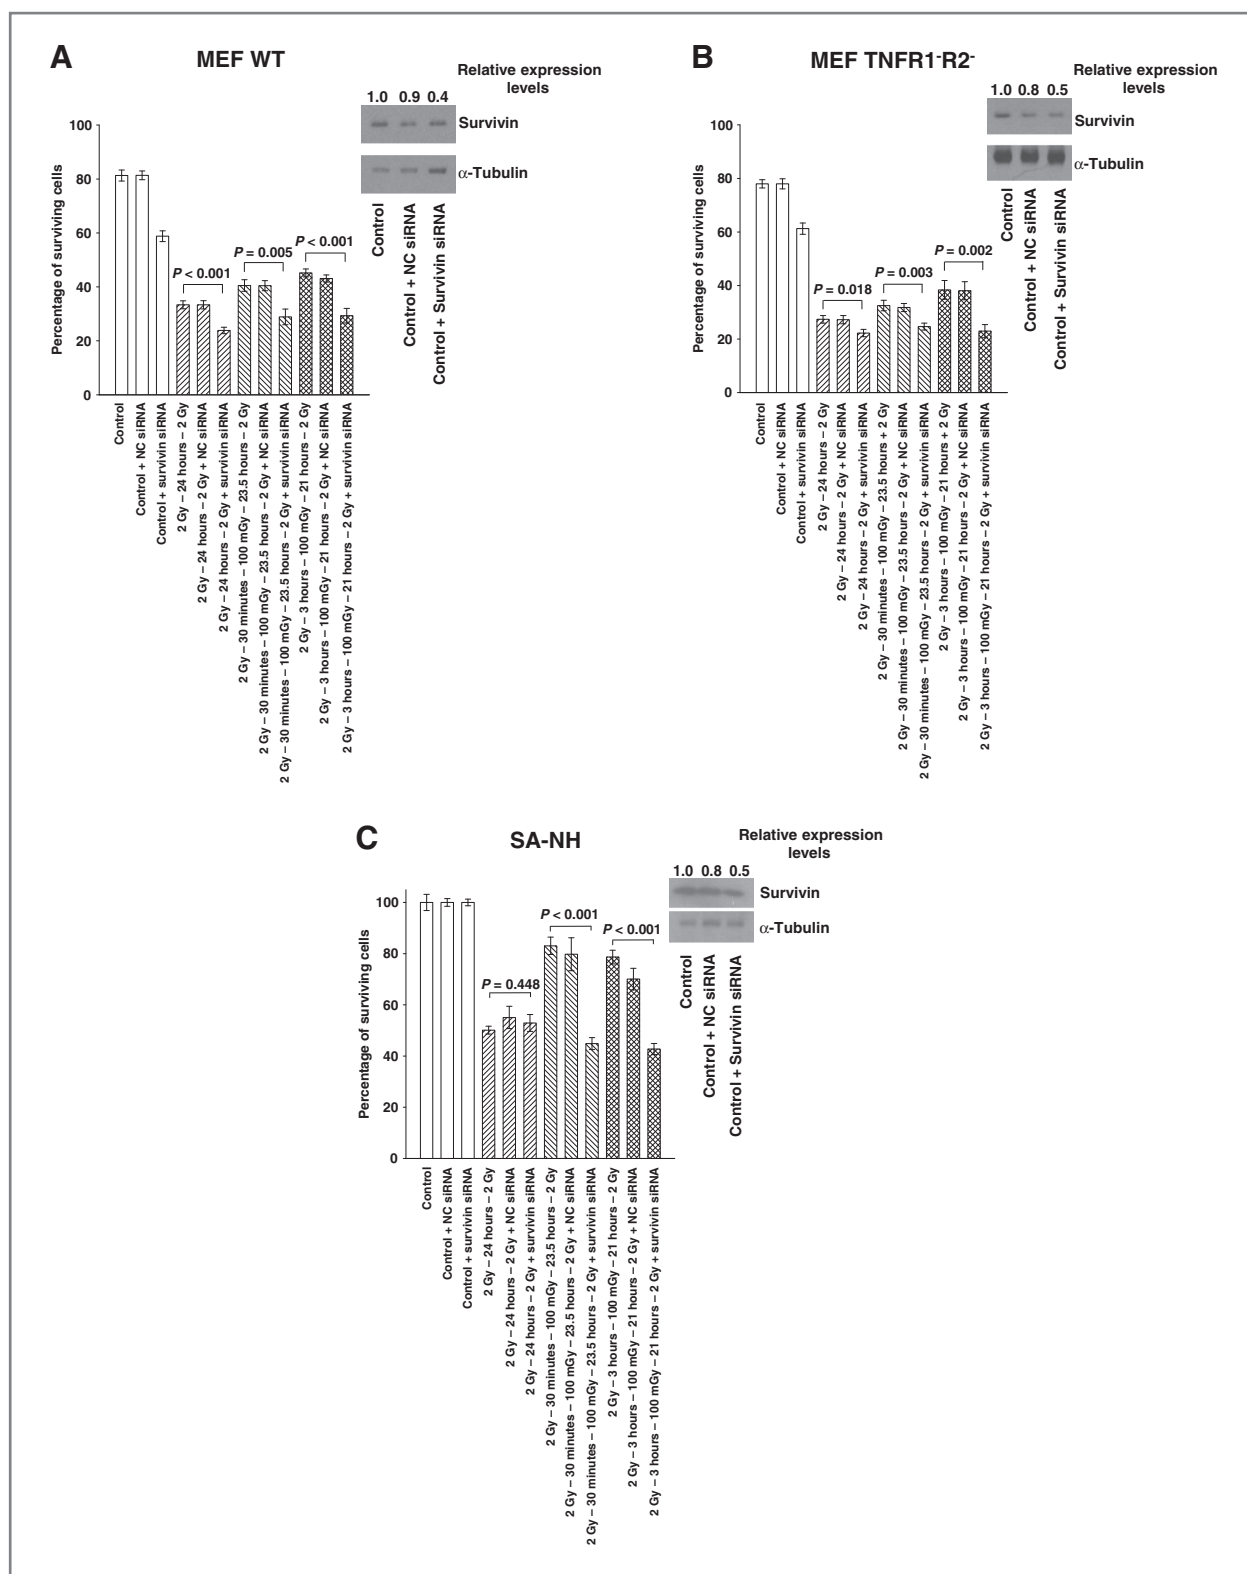 A
MEF WT
Relative expression
levels
1.0 0.9 0.4
Survivin
α-Tubulin
Control
Control + NC siRNA
Control + Survivin siRNA
Percentage of surviving cells
100
80
60
40
20
0
P < 0.001
P = 0.005
P < 0.001
Control
Control + NC siRNA
Control + survivin siRNA
2 Gy – 24 hours – 2 Gy
2 Gy – 24 hours – 2 Gy + NC siRNA
2 Gy – 24 hours – 2 Gy + survivin siRNA
2 Gy – 30 minutes – 100 mGy – 23.5 hours – 2 Gy
2 Gy – 30 minutes – 100 mGy – 23.5 hours – 2 Gy + NC siRNA
2 Gy – 30 minutes – 100 mGy – 23.5 hours – 2 Gy + survivin siRNA
2 Gy – 3 hours – 100 mGy – 21 hours – 2 Gy
2 Gy – 3 hours – 100 mGy – 21 hours – 2 Gy + NC siRNA
2 Gy – 3 hours – 100 mGy – 21 hours – 2 Gy + survivin siRNA
B
MEF TNFR1⁻R2⁻
Relative expression
levels
1.0 0.8 0.5
Survivin
α-Tubulin
Control
Control + NC siRNA
Control + Survivin siRNA
Percentage of surviving cells
100
80
60
40
20
0
P = 0.018
P = 0.003
P = 0.002
Control
Control + NC siRNA
Control + survivin siRNA
2 Gy – 24 hours – 2 Gy
2 Gy – 24 hours – 2 Gy + NC siRNA
2 Gy – 24 hours – 2 Gy + survivin siRNA
2 Gy – 30 minutes – 100 mGy – 23.5 hours + 2 Gy
2 Gy – 30 minutes – 100 mGy – 23.5 hours – 2 Gy + NC siRNA
2 Gy – 30 minutes – 100 mGy – 23.5 hours – 2 Gy + survivin siRNA
2 Gy – 3 hours – 100 mGy – 21 hours + 2 Gy
2 Gy – 3 hours – 100 mGy – 21 hours – 2 Gy + NC siRNA
2 Gy – 3 hours – 100 mGy – 21 hours – 2 Gy + survivin siRNA
C
SA-NH
Relative expression
levels
1.0 0.8 0.5
Survivin
α-Tubulin
Control
Control + NC siRNA
Control + Survivin siRNA
Percentage of surviving cells
100
80
60
40
20
0
P = 0.448
P < 0.001
P < 0.001
Control
Control + NC siRNA
Control + survivin siRNA
2 Gy – 24 hours – 2 Gy
2 Gy – 24 hours – 2 Gy + NC siRNA
2 Gy – 24 hours – 2 Gy + survivin siRNA
2 Gy – 30 minutes – 100 mGy – 23.5 hours – 2 Gy
2 Gy – 30 minutes – 100 mGy – 23.5 hours – 2 Gy + NC siRNA
2 Gy – 30 minutes – 100 mGy – 23.5 hours – 2 Gy + survivin siRNA
2 Gy – 3 hours – 100 mGy – 21 hours – 2 Gy
2 Gy – 3 hours – 100 mGy – 21 hours – 2 Gy + NC siRNA
2 Gy – 3 hours – 100 mGy – 21 hours – 2 Gy + survivin siRNA